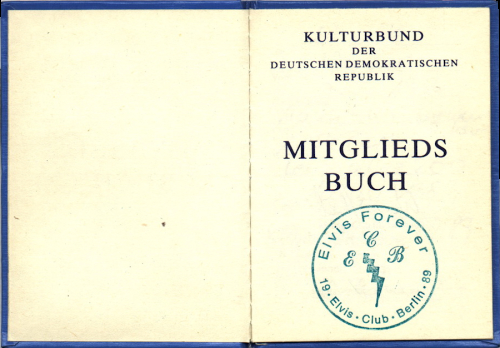 KULTURBUND
DER
DEUTSCHEN DEMOKRATISCHEN
REPUBLIK
MITGLIEDS
BUCH
Elvis Forever
E C B
19 · Elvis · Club · Berlin · 89